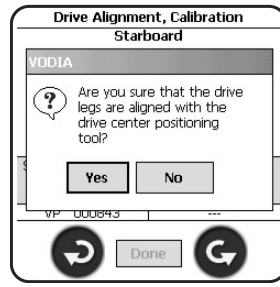 Drive Alignment, Calibration
Starboard
VODIA
Are you sure that the drive
legs are aligned with the
drive center positioning
tool?
Yes No
VP 000843 ---
Done